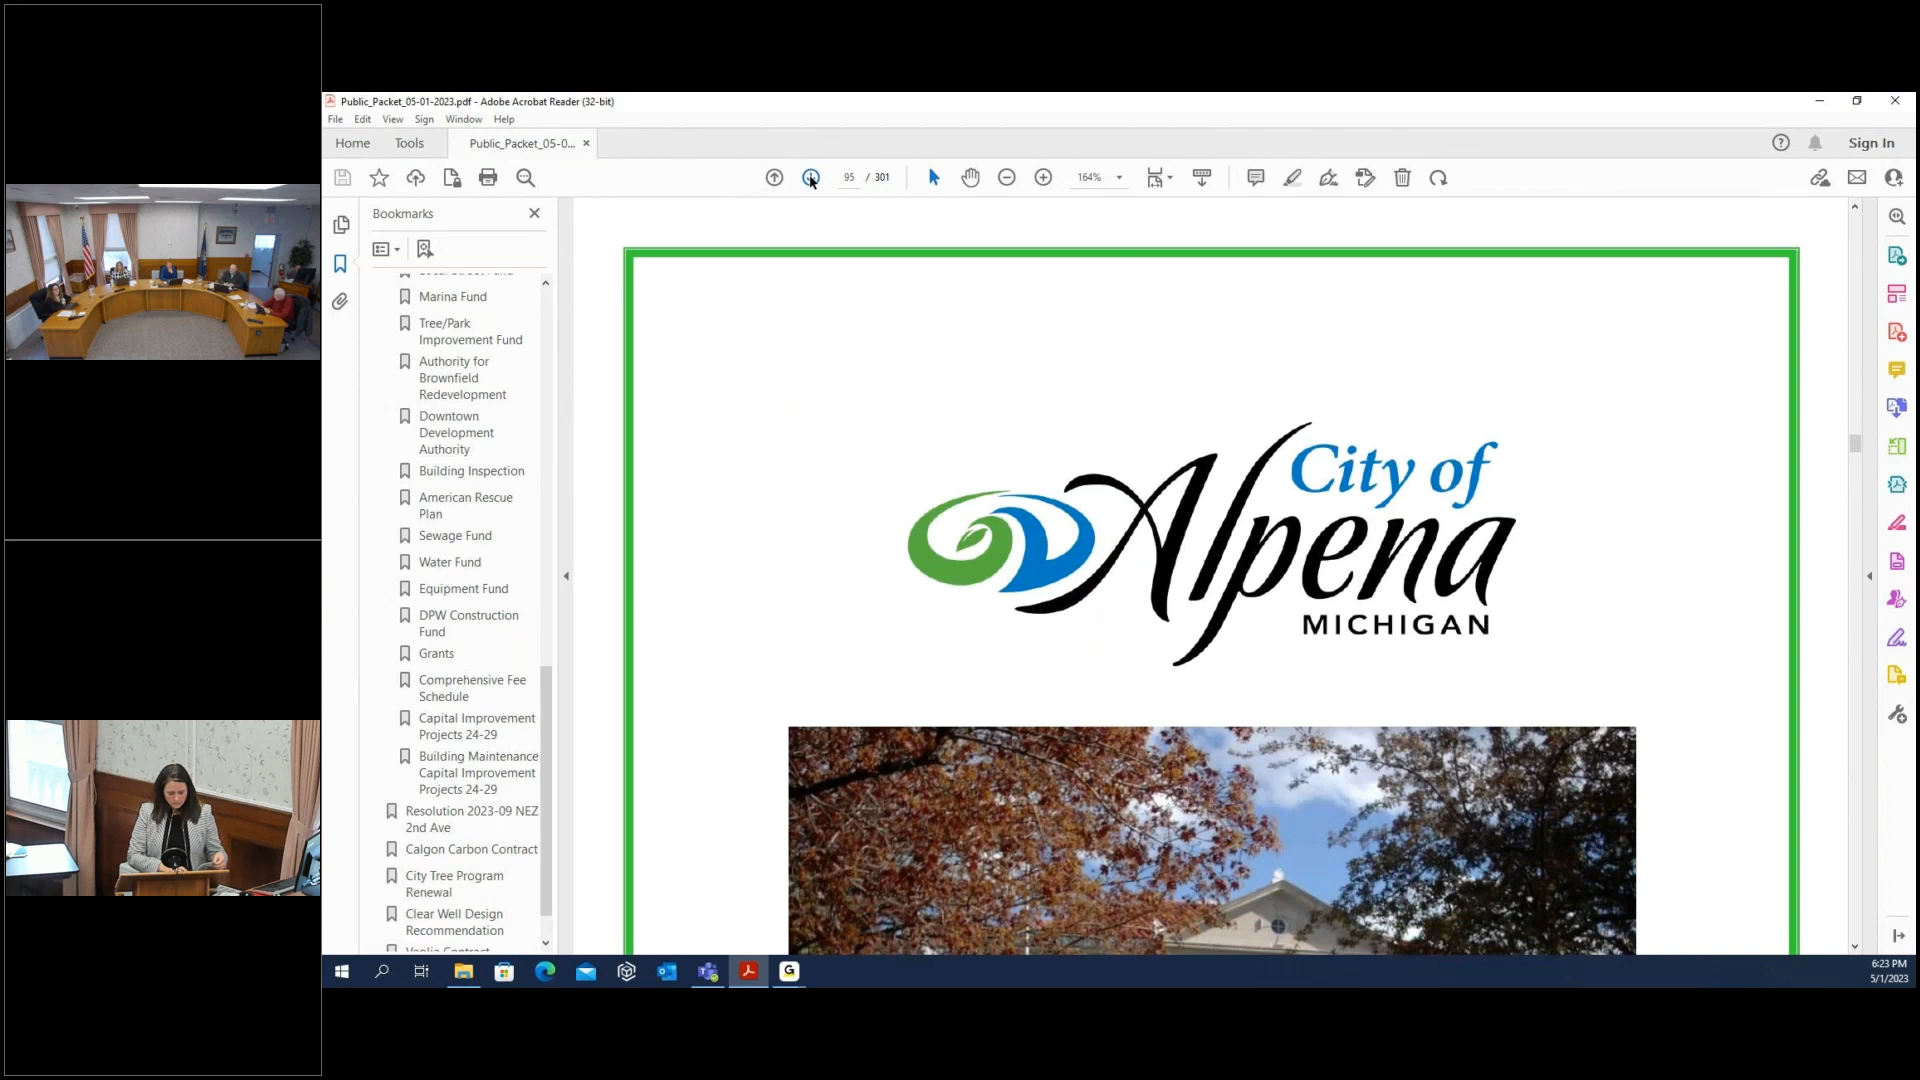 Public_Packet_05-01-2023.pdf - Adobe Acrobat Reader (32-bit)
File Edit View Sign Window Help
Home Tools Public_Packet_05-0... Sign In
95 / 301 164%
Bookmarks
Marina Fund
Tree/Park
Improvement Fund
Authority for
Brownfield
Redevelopment
Downtown
Development
Authority
Building Inspection
American Rescue
Plan
Sewage Fund
Water Fund
Equipment Fund
DPW Construction
Fund
Grants
Comprehensive Fee
Schedule
Capital Improvement
Projects 24-29
Building Maintenance
Capital Improvement
Projects 24-29
Resolution 2023-09 NEZ
2nd Ave
Calgon Carbon Contract
City Tree Program
Renewal
Clear Well Design
Recommendation
City of
Alpena
MICHIGAN
6:23 PM
5/1/2023